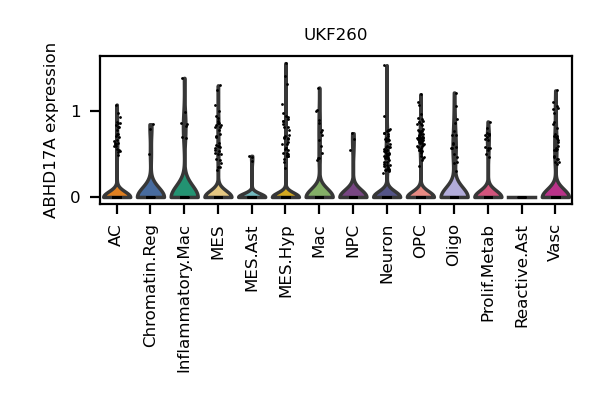 UKF260
ABHD17A expression
1
0
AC
Chromatin.Reg
Inflammatory.Mac
MES
MES.Ast
MES.Hyp
Mac
NPC
Neuron
OPC
Oligo
Prolif.Metab
Reactive.Ast
Vasc